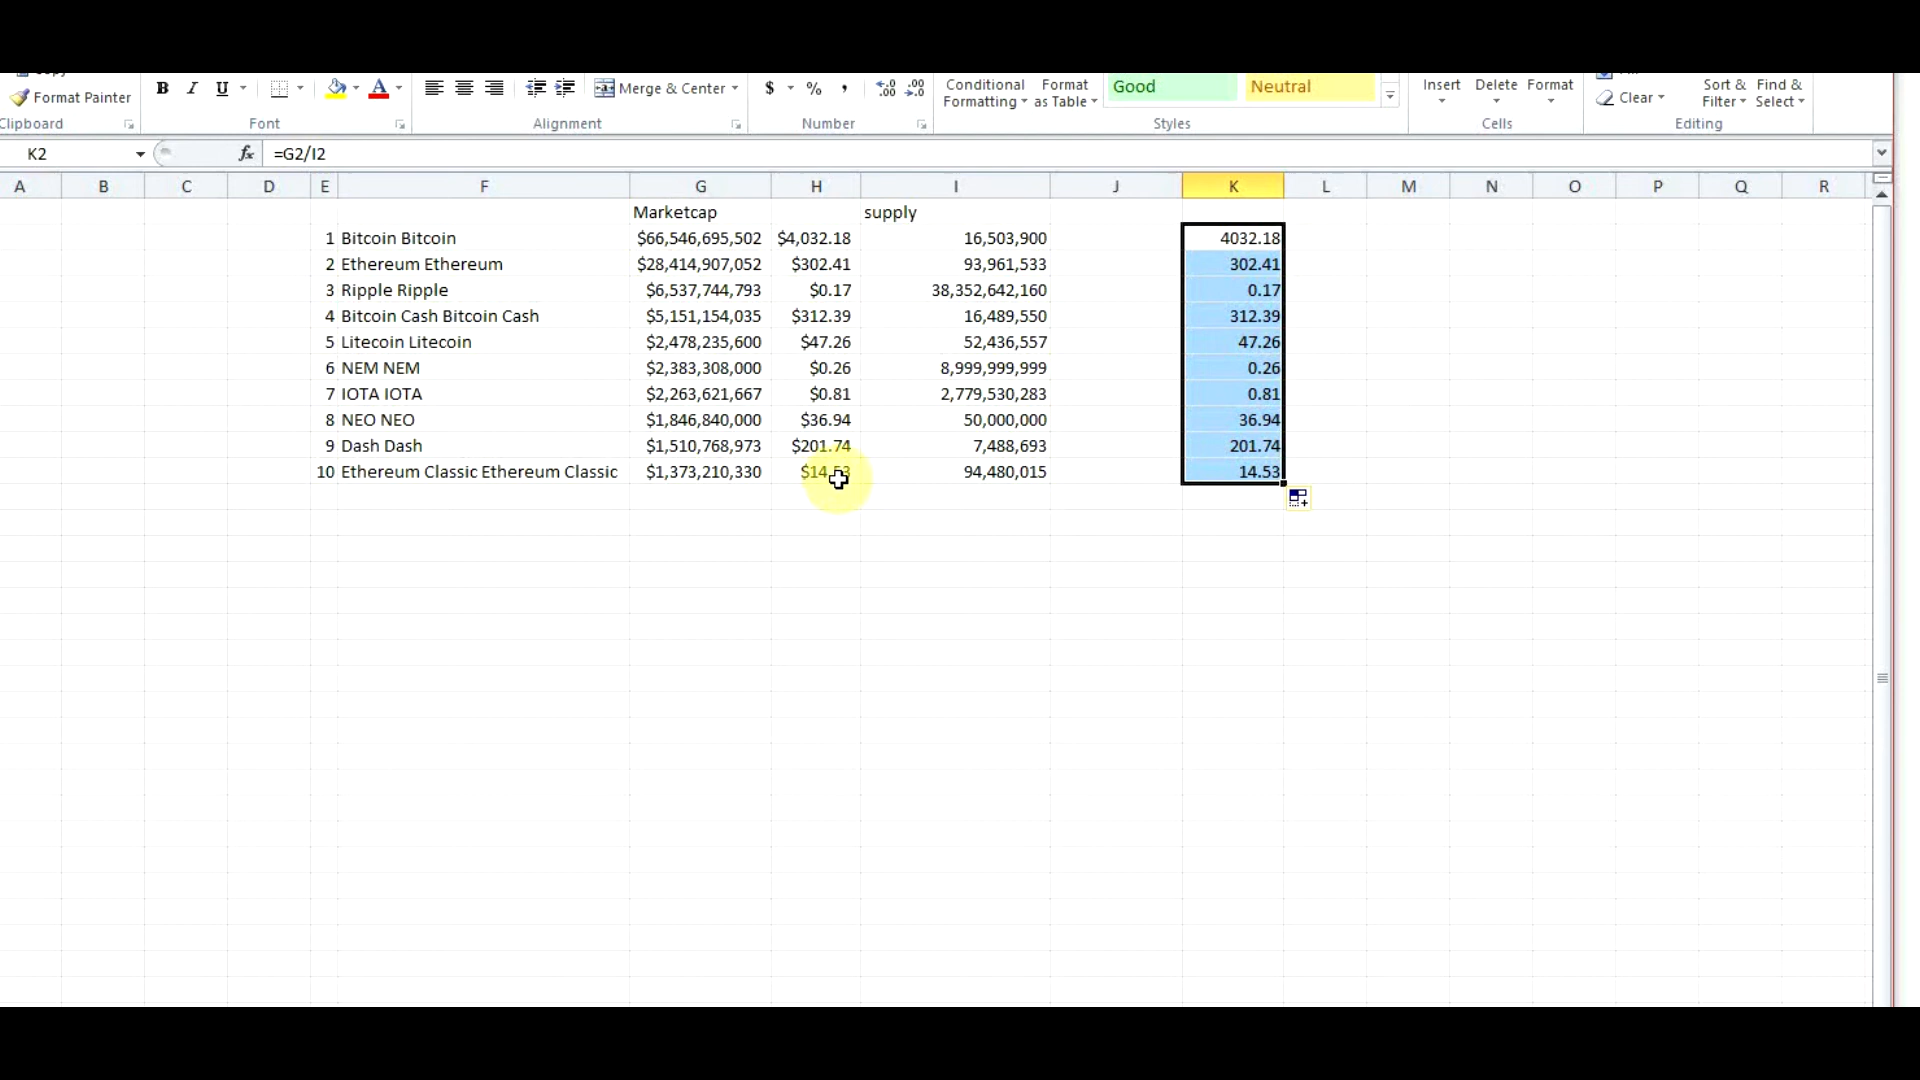 Conditional Format Good Neutral Insert Delete Format Sort & Find &
Format Painter B I U A Merge & Center $ % , Formatting as Table Clear Filter Select
Clipboard Font Alignment Number Styles Cells Editing
K2 fx =G2/I2
A B C D E F G H I J K L M N O P Q R
Marketcap supply
1 Bitcoin Bitcoin $66,546,695,502 $4,032.18 16,503,900 4032.18
2 Ethereum Ethereum $28,414,907,052 $302.41 93,961,533 302.41
3 Ripple Ripple $6,537,744,793 $0.17 38,352,642,160 0.17
4 Bitcoin Cash Bitcoin Cash $5,151,154,035 $312.39 16,489,550 312.39
5 Litecoin Litecoin $2,478,235,600 $47.26 52,436,557 47.26
6 NEM NEM $2,383,308,000 $0.26 8,999,999,999 0.26
7 IOTA IOTA $2,263,621,667 $0.81 2,779,530,283 0.81
8 NEO NEO $1,846,840,000 $36.94 50,000,000 36.94
9 Dash Dash $1,510,768,973 $201.74 7,488,693 201.74
10 Ethereum Classic Ethereum Classic $1,373,210,330 $14.53 94,480,015 14.53